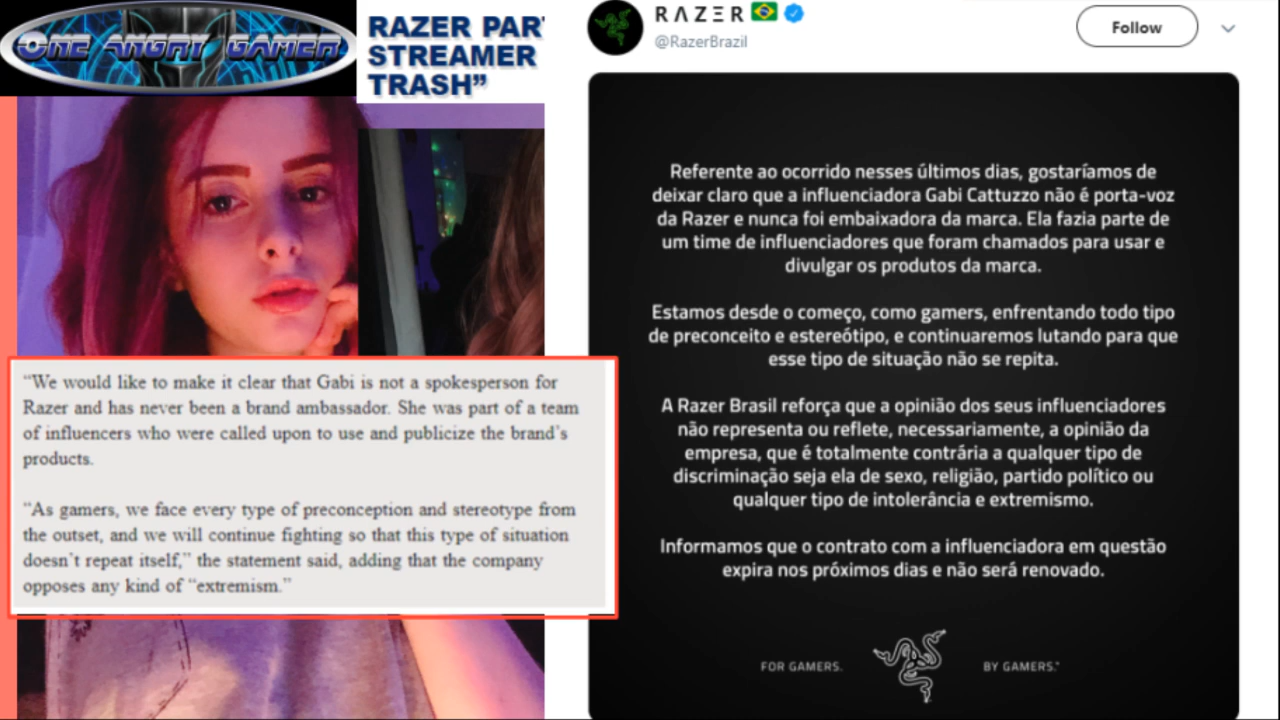 ONE ANGRY GAMER
RAZER PAR
STREAMER
TRASH”
“We would like to make it clear that Gabi is not a spokesperson for
Razer and has never been a brand ambassador. She was part of a team
of influencers who were called upon to use and publicize the brand’s
products.
“As gamers, we face every type of preconception and stereotype from
the outset, and we will continue fighting so that this type of situation
doesn’t repeat itself,” the statement said, adding that the company
opposes any kind of “extremism.”
RAZER
@RazerBrazil
Follow
Referente ao ocorrido nesses últimos dias, gostaríamos de
deixar claro que a influenciadora Gabi Cattuzzo não é porta-voz
da Razer e nunca foi embaixadora da marca. Ela fazia parte de
um time de influenciadores que foram chamados para usar e
divulgar os produtos da marca.
Estamos desde o começo, como gamers, enfrentando todo tipo
de preconceito e estereótipo, e continuaremos lutando para que
esse tipo de situação não se repita.
A Razer Brasil reforça que a opinião dos seus influenciadores
não representa ou reflete, necessariamente, a opinião da
empresa, que é totalmente contrária a qualquer tipo de
discriminação seja ela de sexo, religião, partido político ou
qualquer tipo de intolerância e extremismo.
Informamos que o contrato com a influenciadora em questão
expira nos próximos dias e não será renovado.
FOR GAMERS. BY GAMERS.™